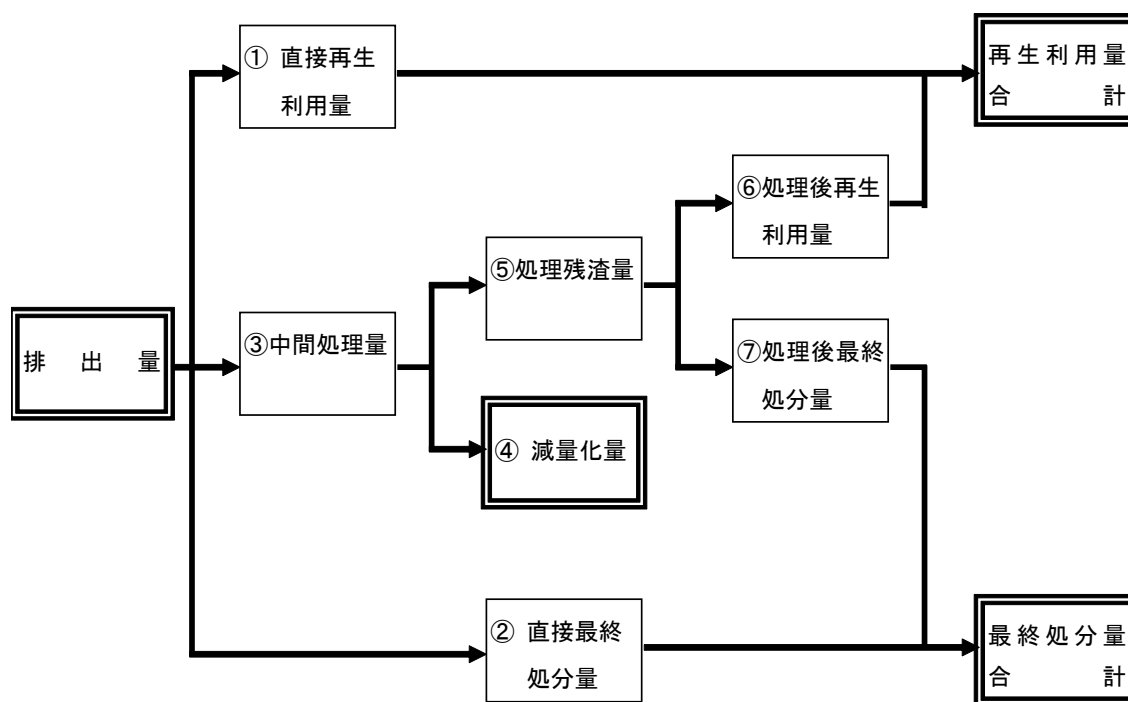 ① 直接再生
利用量
再生利用量
合計
⑥処理後再生
利用量
⑤処理残渣量
排出量
③中間処理量
⑦処理後最終
処分量
④ 減量化量
② 直接最終
処分量
最終処分量
合計